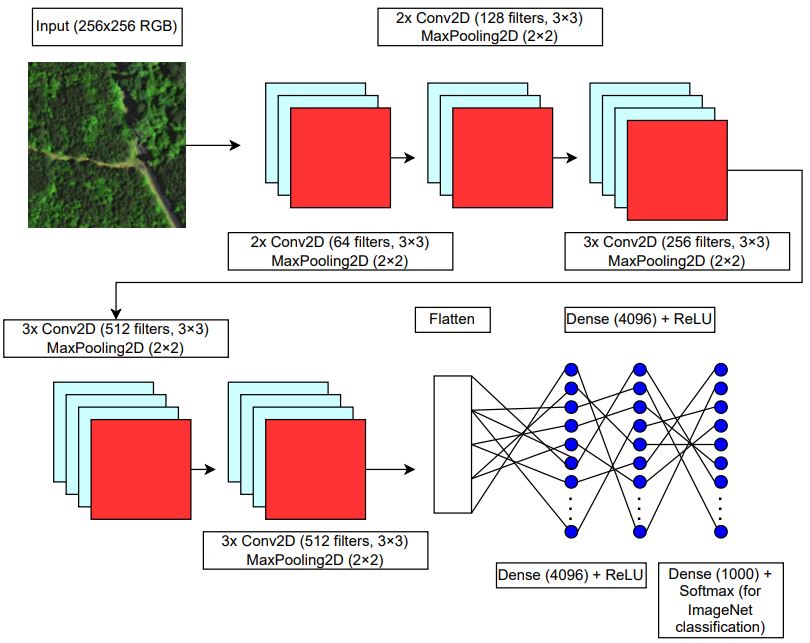 Input (256x256 RGB)
2x Conv2D (128 filters, 3×3)
MaxPooling2D (2×2)
2x Conv2D (64 filters, 3×3)
MaxPooling2D (2×2)
3x Conv2D (256 filters, 3×3)
MaxPooling2D (2×2)
3x Conv2D (512 filters, 3×3)
MaxPooling2D (2×2)
Flatten
Dense (4096) + ReLU
3x Conv2D (512 filters, 3×3)
MaxPooling2D (2×2)
Dense (4096) + ReLU
Dense (1000) +
Softmax (for
ImageNet
classification)